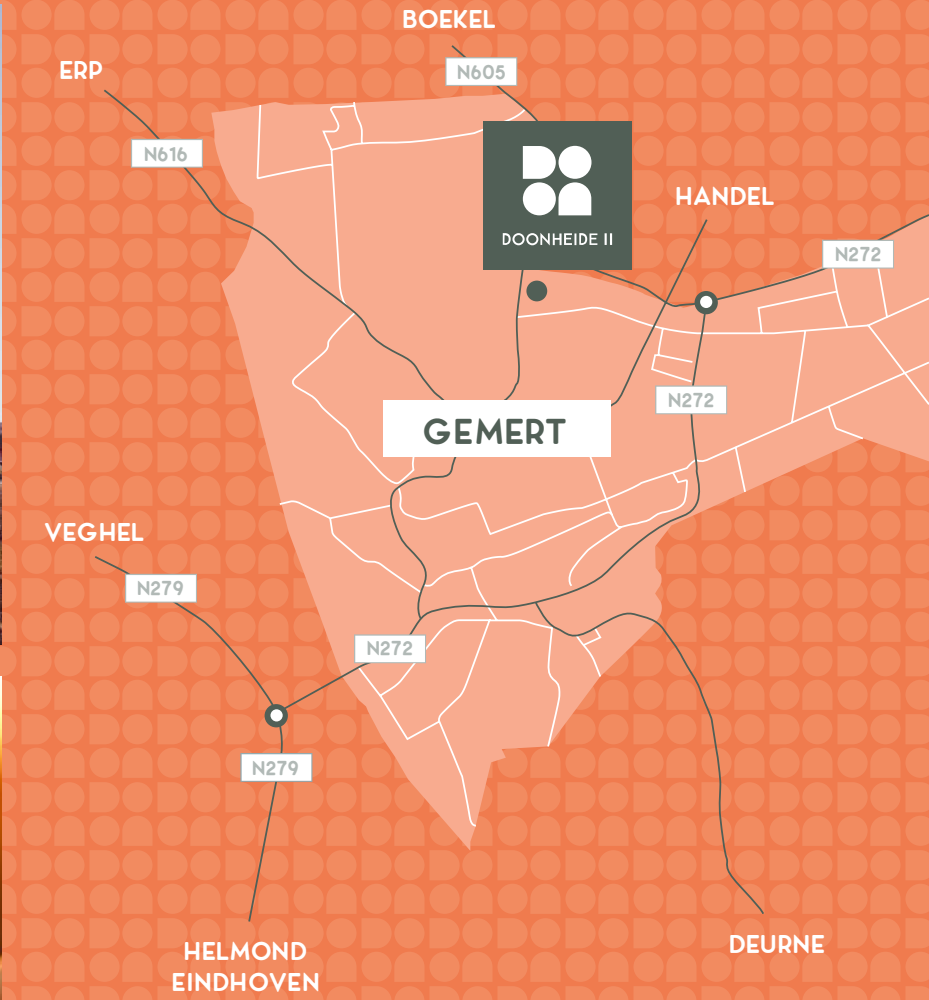 BOEKEL
ERP
N605
N616
HANDEL
DOONHEIDE II
N272
N272
GEMERT
VEGHEL
N279
N272
N279
DEURNE
HELMOND
EINDHOVEN